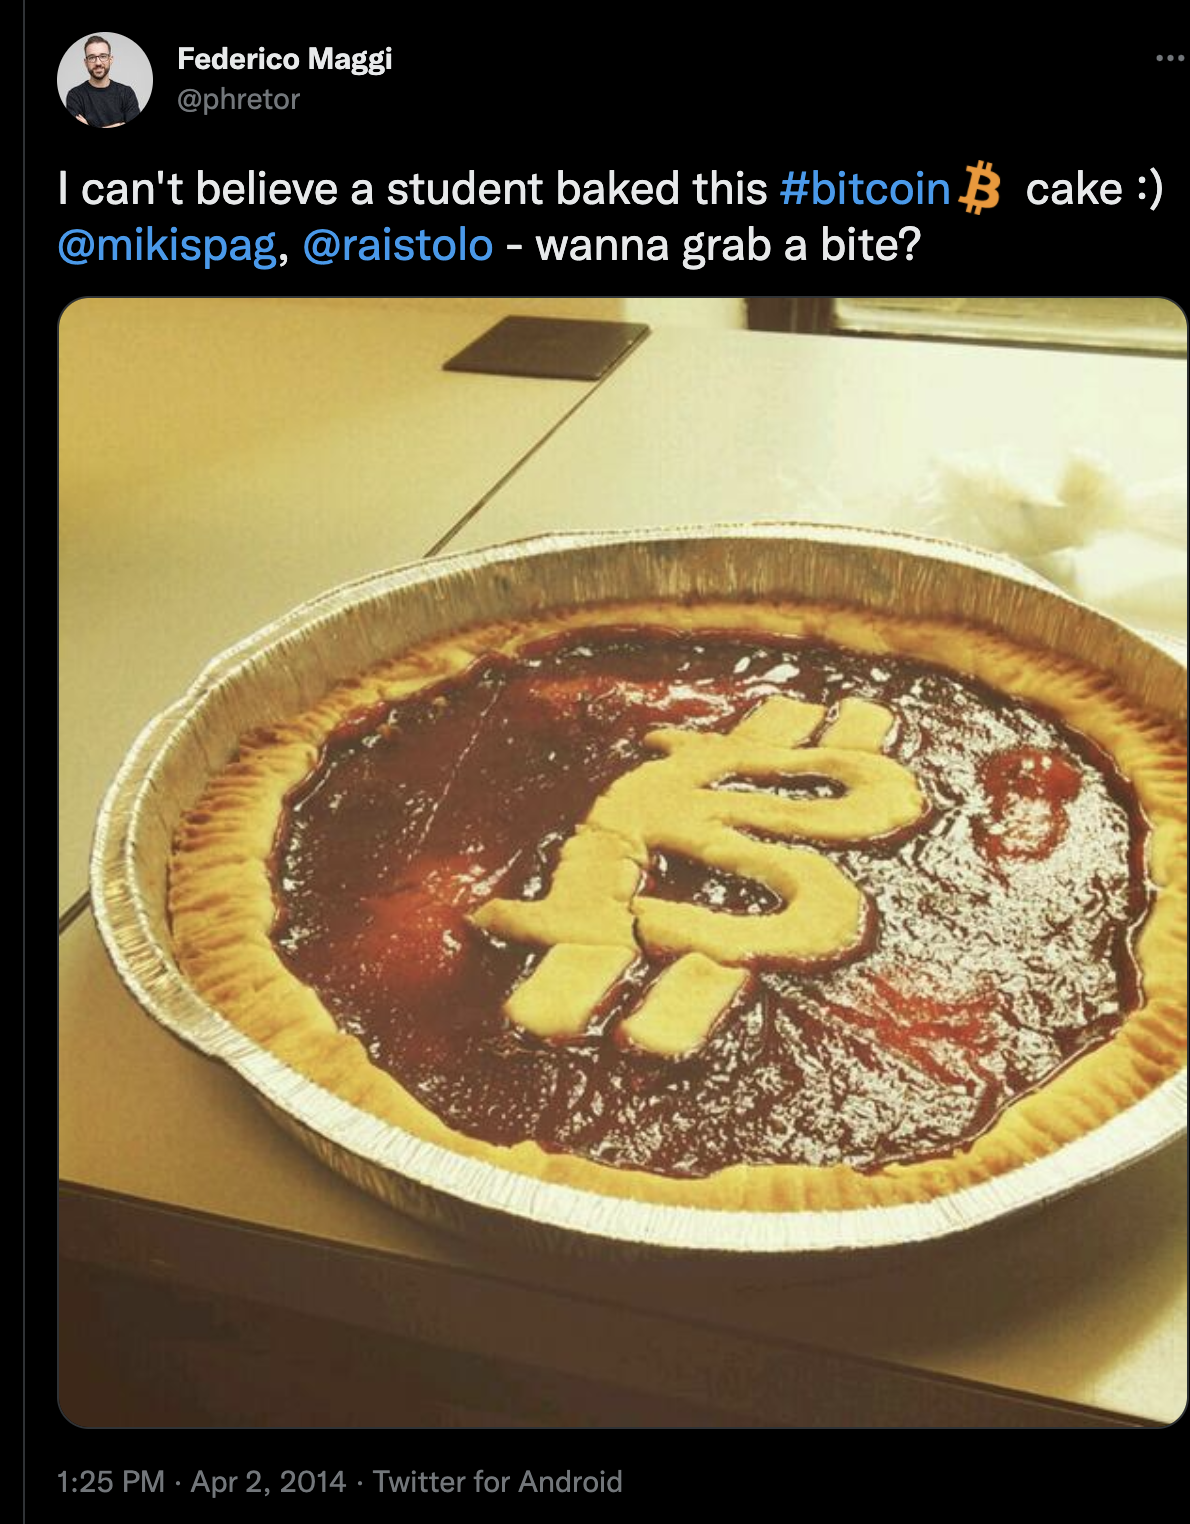 Federico Maggi
@phretor
I can't believe a student baked this #bitcoin cake :)
@mikispag, @raistolo - wanna grab a bite?
1:25 PM · Apr 2, 2014 · Twitter for Android